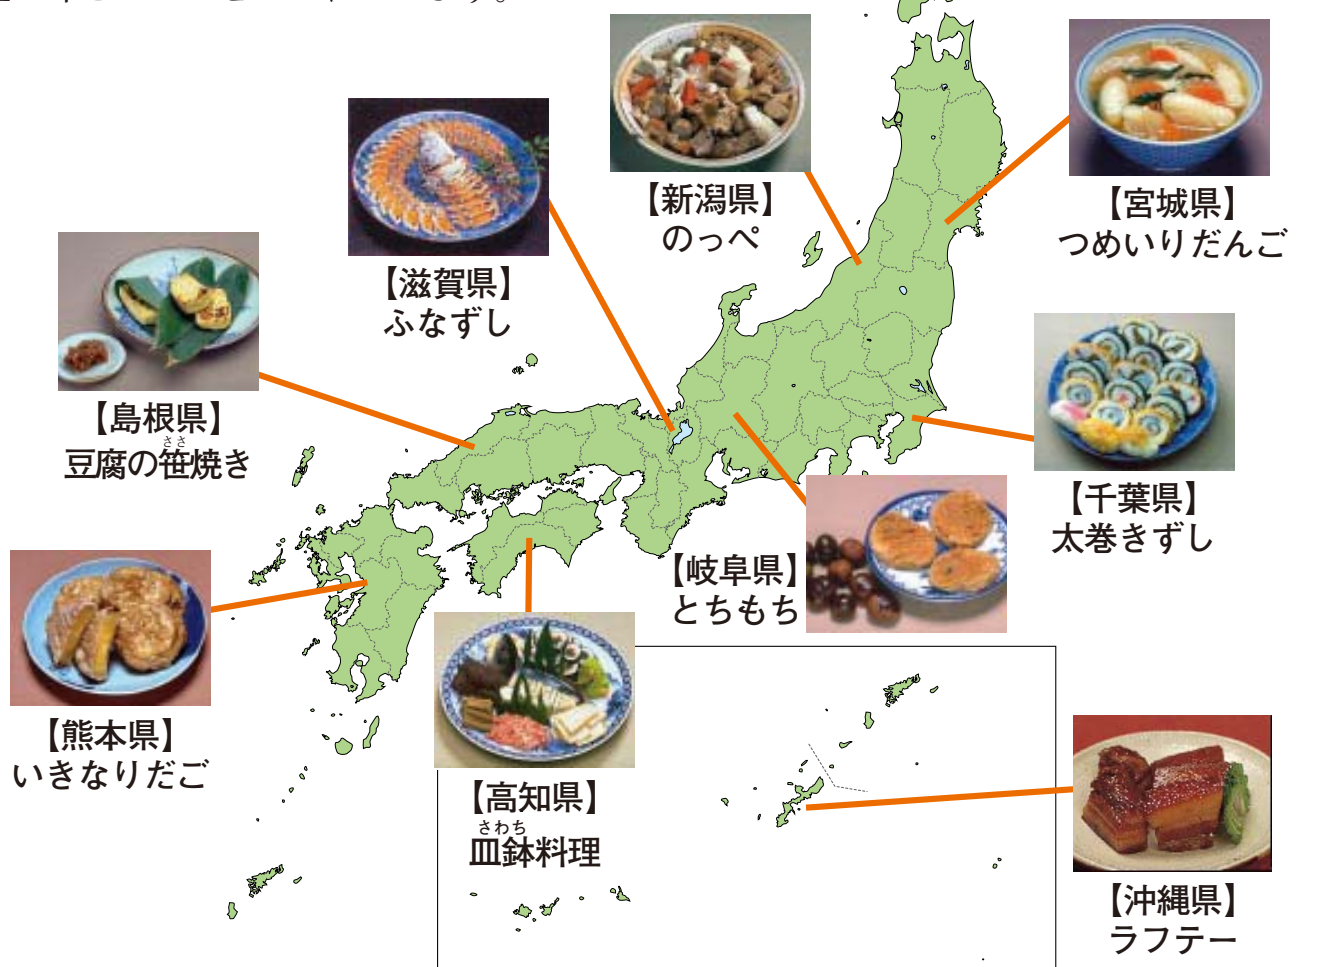 【新潟県】
のっぺ
【宮城県】
つめいりだんご
【滋賀県】
ふなずし
【島根県】
豆腐の笹焼き
ささ
【千葉県】
太巻きずし
【岐阜県】
とちもち
【熊本県】
いきなりだご
【高知県】
さわち
皿鉢料理
【沖縄県】
ラフテー